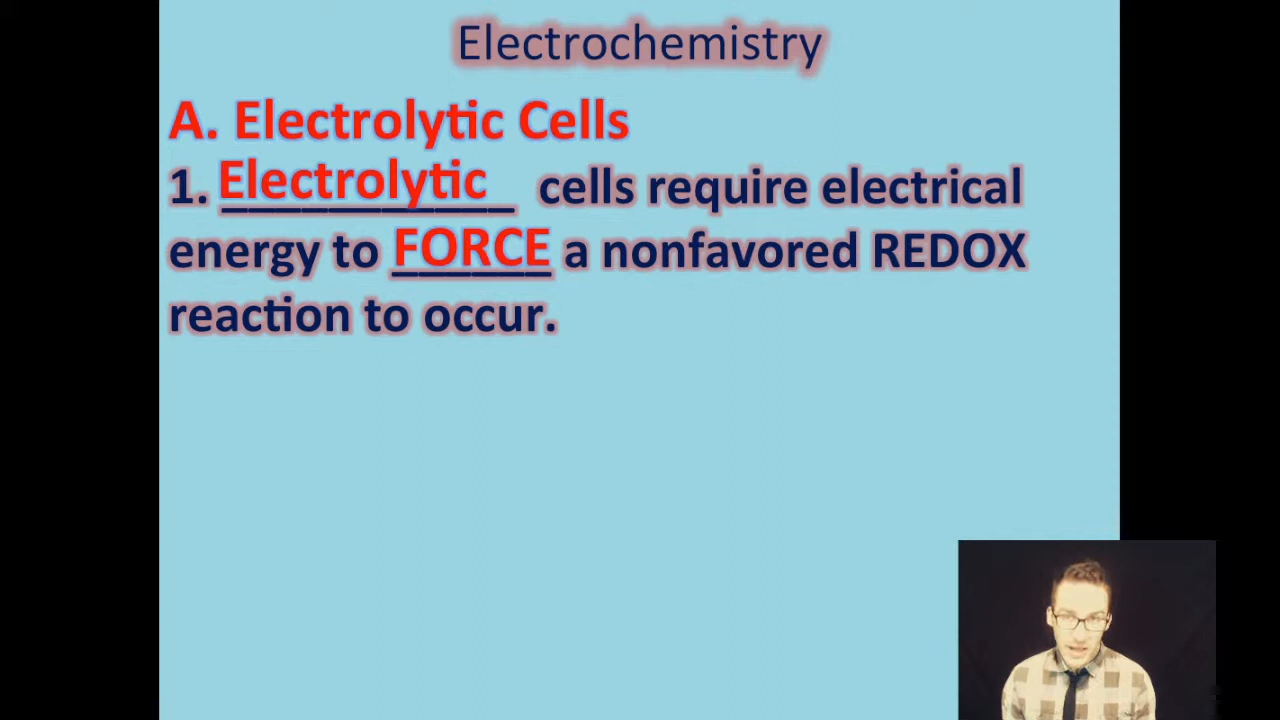 Electrochemistry
A. Electrolytic Cells
1. Electrolytic cells require electrical
energy to FORCE a nonfavored REDOX
reaction to occur.